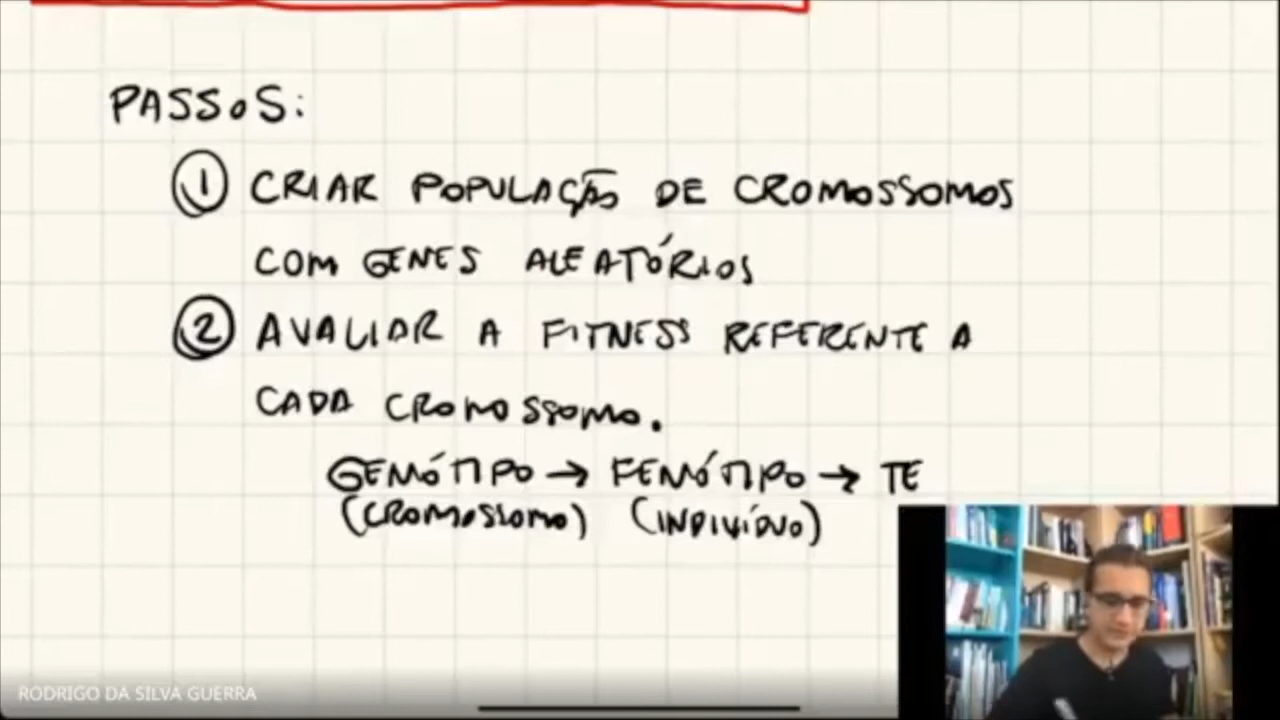 PASSOS:
1 CRIAR POPULAÇÃO DE CROMOSSOMOS
COM GENES ALEATÓRIOS
2 AVALIAR A FITNESS REFERENTE A
CADA CROMOSSOMO.
GENÓTIPO → FENÓTIPO → TE
(CROMOSSOMO) (INDIVÍDUO)
RODRIGO DA SILVA GUERRA